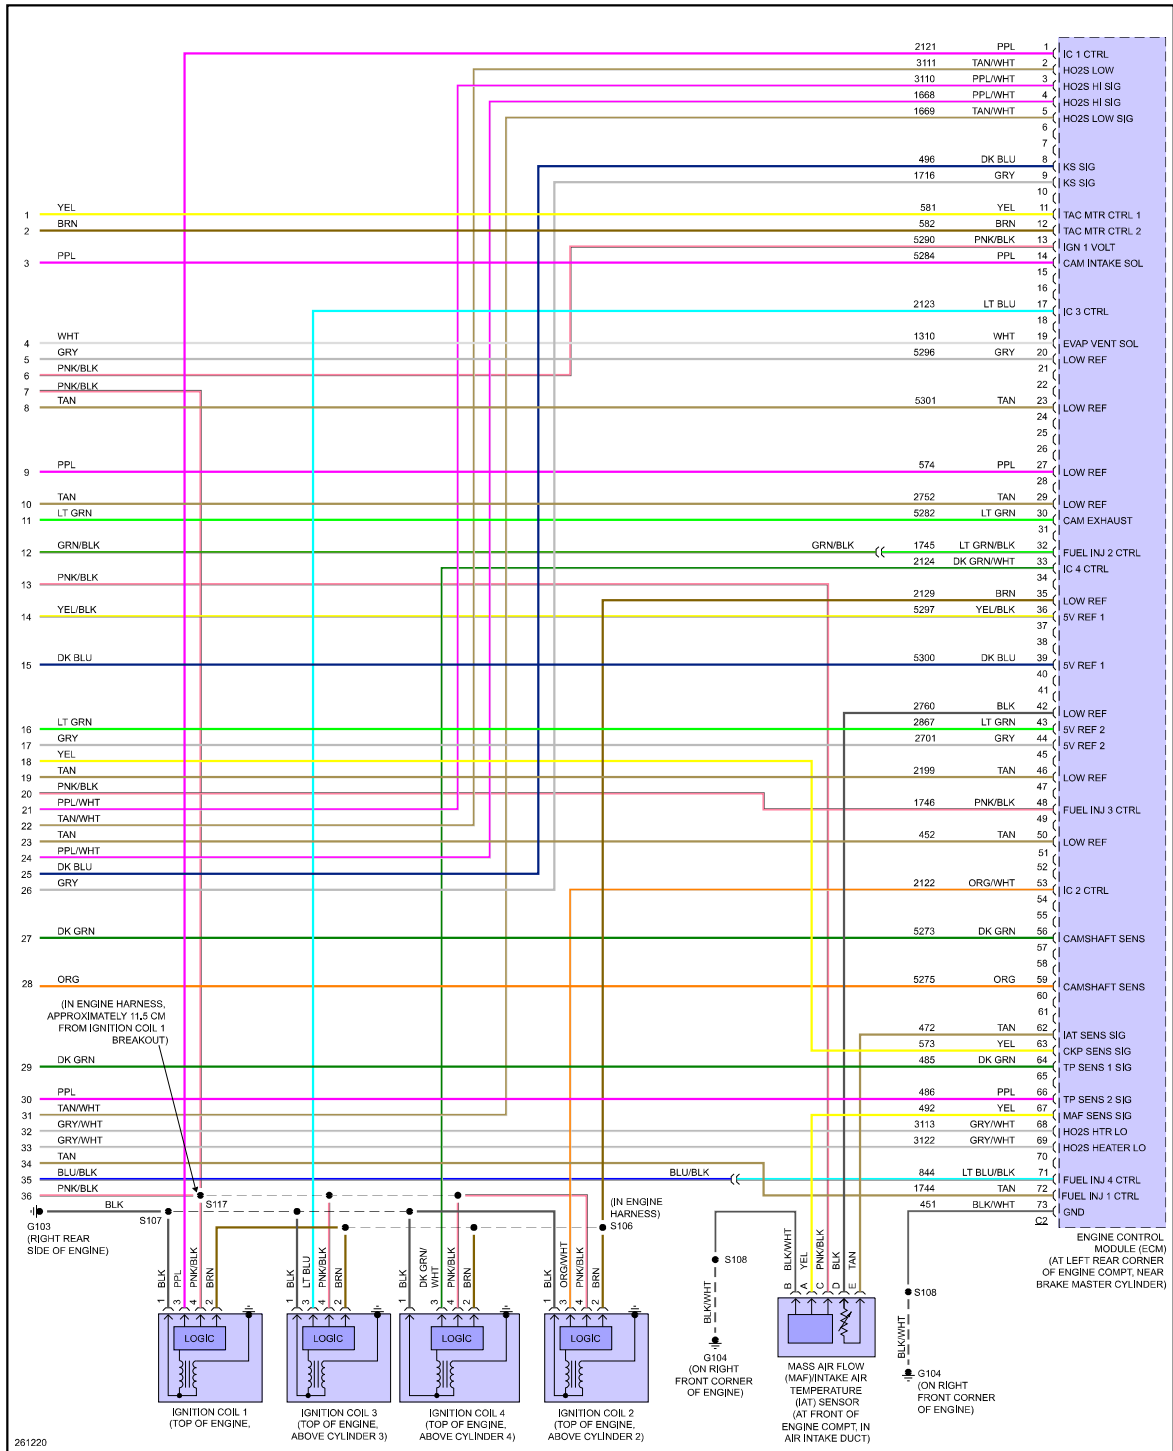 2121 PPL 1 IC 1 CTRL
3111 TAN/WHT 2 HO2S LOW
3110 PPL/WHT 3 HO2S HI SIG
1668 PPL/WHT 4 HO2S HI SIG
1669 TAN/WHT 5 HO2S LOW SIG
6
7
496 DK BLU 8 KS SIG
1716 GRY 9 KS SIG
10
1 YEL 581 YEL 11 TAC MTR CTRL 1
2 BRN 582 BRN 12 TAC MTR CTRL 2
5290 PNK/BLK 13 IGN 1 VOLT
3 PPL 5284 PPL 14 CAM INTAKE SOL
15
16
2123 LT BLU 17 IC 3 CTRL
18
4 WHT 1310 WHT 19 EVAP VENT SOL
5 GRY 5296 GRY 20 LOW REF
6 PNK/BLK 21
7 PNK/BLK 22
8 TAN 5301 TAN 23 LOW REF
24
25
26
9 PPL 574 PPL 27 LOW REF
28
10 TAN 2752 TAN 29 LOW REF
11 LT GRN 5282 LT GRN 30 CAM EXHAUST
31
12 GRN/BLK GRN/BLK 1745 LT GRN/BLK 32 FUEL INJ 2 CTRL
2124 DK GRN/WHT 33 IC 4 CTRL
13 PNK/BLK 34
2129 BRN 35 LOW REF
14 YEL/BLK 5297 YEL/BLK 36 5V REF 1
37
38
15 DK BLU 5300 DK BLU 39 5V REF 1
40
41
2760 BLK 42 LOW REF
16 LT GRN 2867 LT GRN 43 5V REF 2
17 GRY 2701 GRY 44 5V REF 2
18 YEL 45
19 TAN 2199 TAN 46 LOW REF
20 PNK/BLK 47
21 PPL/WHT 1746 PNK/BLK 48 FUEL INJ 3 CTRL
22 TAN/WHT 49
23 TAN 452 TAN 50 LOW REF
24 PPL/WHT 51
25 DK BLU 52
26 GRY 2122 ORG/WHT 53 IC 2 CTRL
54
55
27 DK GRN 5273 DK GRN 56 CAMSHAFT SENS
57
58
28 ORG 5275 ORG 59 CAMSHAFT SENS
60
61
(IN ENGINE HARNESS,
APPROXIMATELY 11.5 CM
FROM IGNITION COIL 1
BREAKOUT)
472 TAN 62 IAT SENS SIG
573 YEL 63 CKP SENS SIG
29 DK GRN 485 DK GRN 64 TP SENS 1 SIG
65
30 PPL 486 PPL 66 TP SENS 2 SIG
31 TAN/WHT 492 YEL 67 MAF SENS SIG
32 GRY/WHT 3113 GRY/WHT 68 HO2S HTR LO
33 GRY/WHT 3122 GRY/WHT 69 HO2S HEATER LO
34 TAN 70
35 BLU/BLK BLU/BLK 844 LT BLU/BLK 71 FUEL INJ 4 CTRL
36 PNK/BLK 1744 TAN 72 FUEL INJ 1 CTRL
451 BLK/WHT 73 GND
C2
ENGINE CONTROL
MODULE (ECM)
(AT LEFT REAR CORNER
OF ENGINE COMPT, NEAR
BRAKE MASTER CYLINDER)
BLK
S117
S107
G103
(RIGHT REAR
SIDE OF ENGINE)
(IN ENGINE
HARNESS)
S106
S108
S108
1 BLK
3 PPL
4 PNK/BLK
2 BRN
1 BLK
3 LT BLU
4 PNK/BLK
2 BRN
1 BLK
3 DK GRN/
WHT
4 PNK/BLK
2 BRN
1 BLK
3 ORG/WHT
4 PNK/BLK
2 BRN
BLK/WHT
B BLK/WHT
A YEL
C PNK/BLK
D BLK
E TAN
BLK/WHT
LOGIC
LOGIC
LOGIC
LOGIC
IGNITION COIL 1
(TOP OF ENGINE,
IGNITION COIL 3
(TOP OF ENGINE,
ABOVE CYLINDER 3)
IGNITION COIL 4
(TOP OF ENGINE,
ABOVE CYLINDER 4)
IGNITION COIL 2
(TOP OF ENGINE,
ABOVE CYLINDER 2)
G104
(ON RIGHT
FRONT CORNER
OF ENGINE)
MASS AIR FLOW
(MAF)/INTAKE AIR
TEMPERATURE
(IAT) SENSOR
(AT FRONT OF
ENGINE COMPT, IN
AIR INTAKE DUCT)
G104
(ON RIGHT
FRONT CORNER
OF ENGINE)
261220